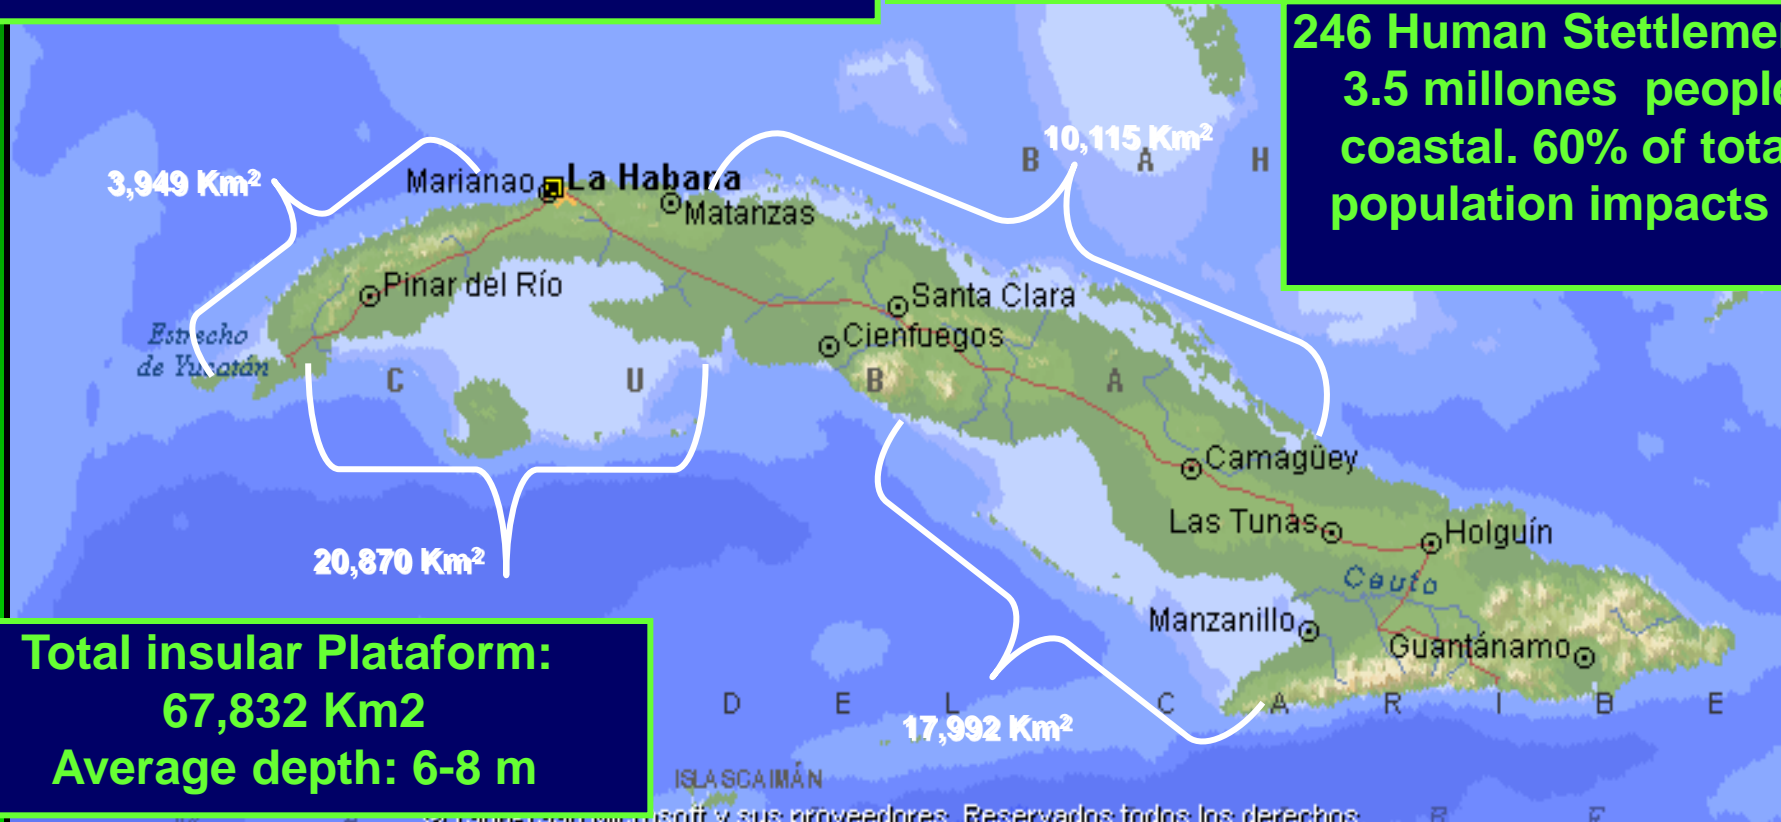 246 Human Stettleme
3.5 millones people
coastal. 60% of tota
population impacts
10,115 Km²
B A H
3,949 Km²
Marianao
La Habana
Matanzas
Pinar del Río
Santa Clara
Cienfuegos
Estrecho
de Yucatán
C U B A
Camagüey
Las Tunas
Holguín
20,870 Km²
Cauto
Manzanillo
Guantánamo
Total insular Plataform:
67,832 Km2
Average depth: 6-8 m
D E L C A R I B E
17,992 Km²
ISLAS CAIMÁN
soft y sus proveedores. Reservados todos los derechos.